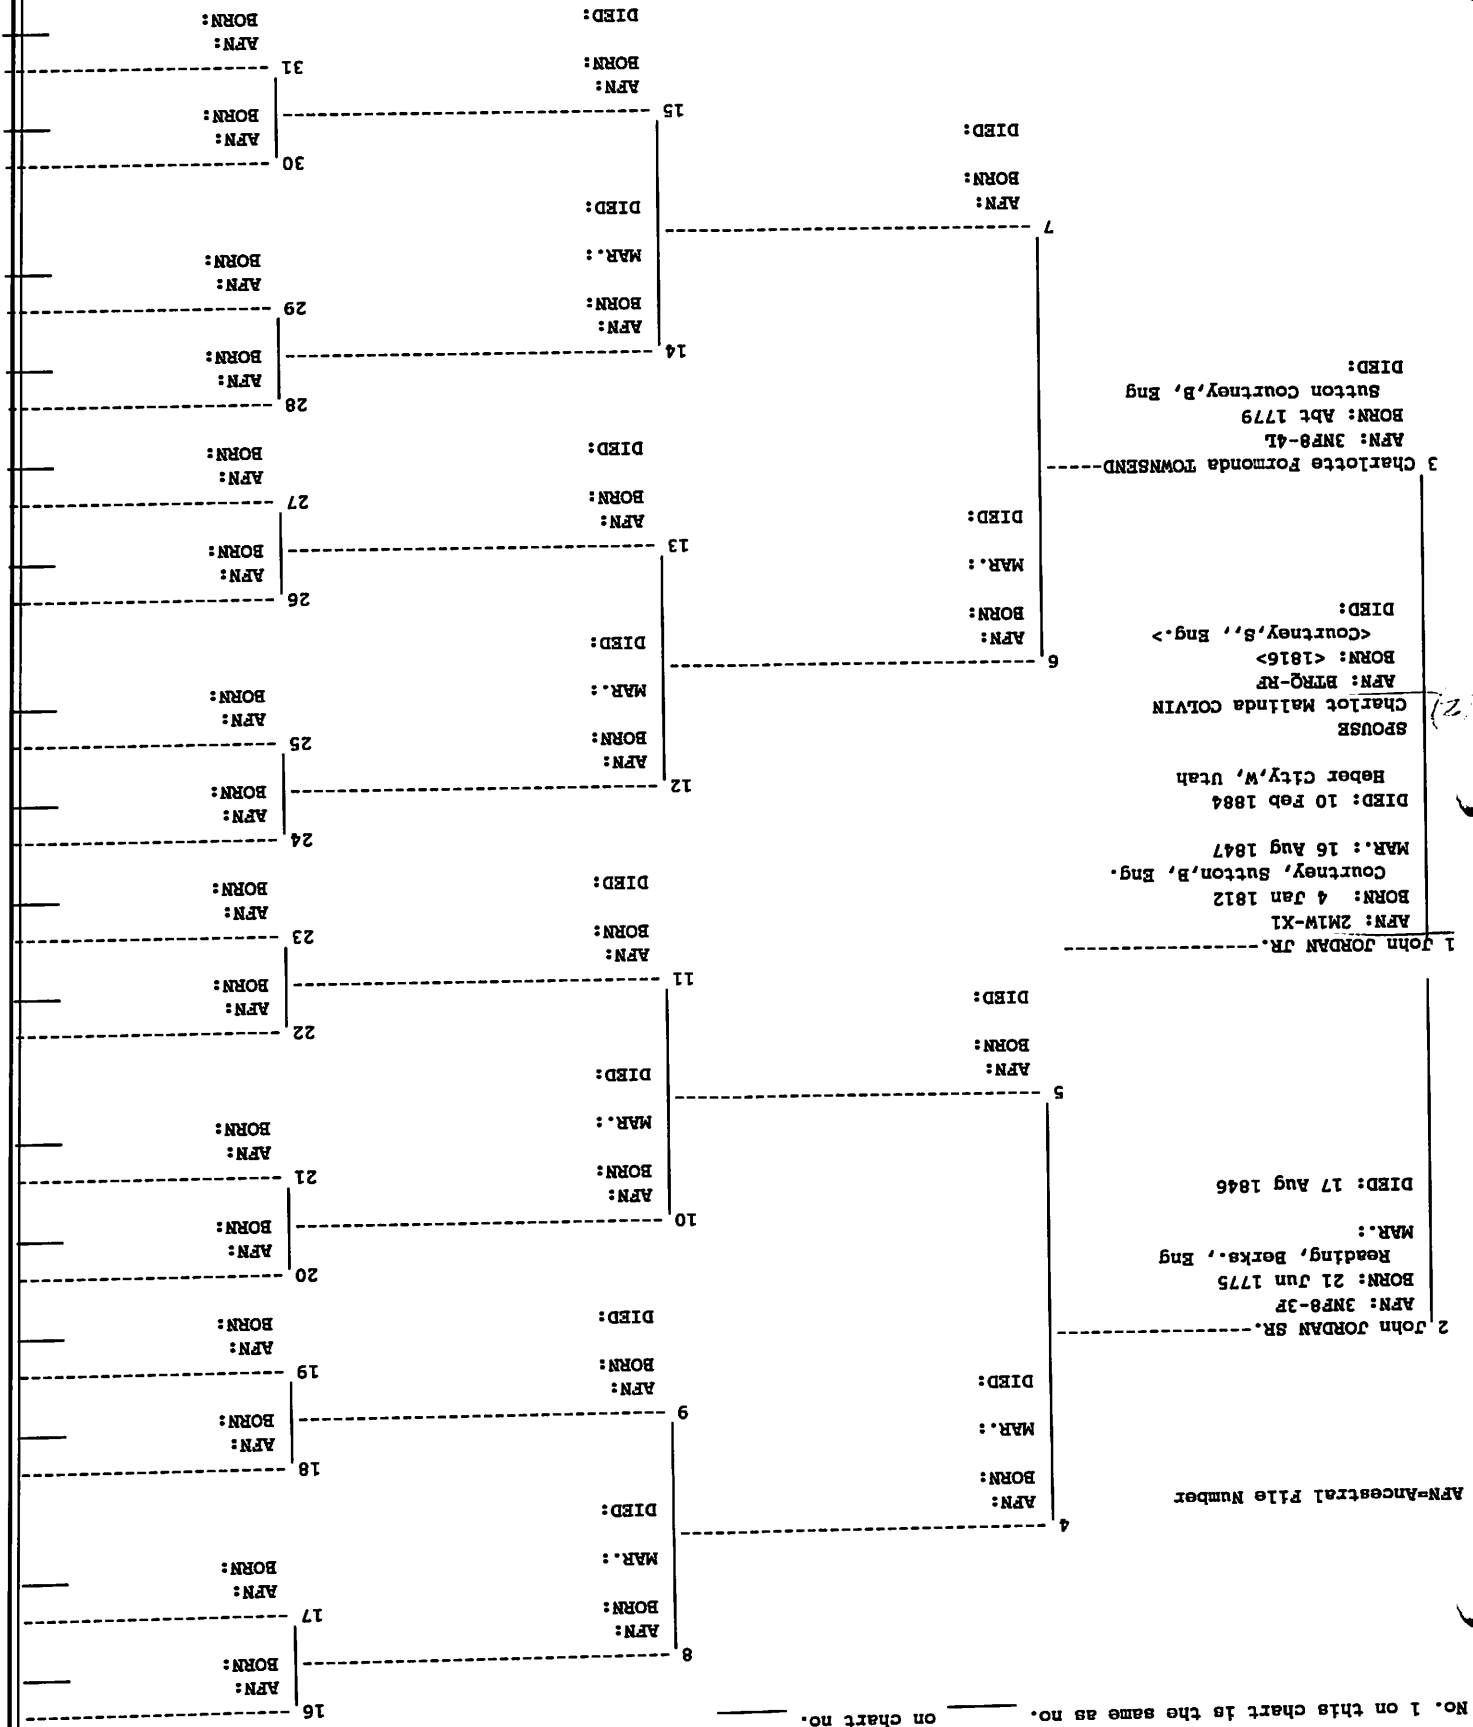 No. 1 on this chart is the same as no. ____ on chart no. ____
AFN=Ancestral File Number
2 John JORDAN SR.
AFN: 3NF8-3F
BORN: 21 Jun 1775
Reading, Berks., Eng
MAR.:
DIED: 17 Aug 1846
1 John JORDAN JR.
AFN: 2M1W-X1
BORN: 4 Jan 1812
Courtney, Sutton,B, Eng.
MAR.: 16 Aug 1847
DIED: 10 Feb 1884
Heber City,W, Utah
SPOUSE
(2) Charlot Malinda COLVIN
AFN: BTRQ-RF
BORN: <1816>
<Courtney,S,, Eng.>
DIED:
3 Charlotte Formonda TOWNSEND
AFN: 3NF8-4L
BORN: Abt 1779
Sutton Courtney,B, Eng
DIED:
4
AFN:
BORN:
MAR.:
DIED:
5
AFN:
BORN:
DIED:
6
AFN:
BORN:
MAR.:
DIED:
7
AFN:
BORN:
DIED:
8
AFN:
BORN:
MAR.:
DIED:
9
AFN:
BORN:
DIED:
10
AFN:
BORN:
MAR.:
DIED:
11
AFN:
BORN:
DIED:
12
AFN:
BORN:
MAR.:
DIED:
13
AFN:
BORN:
DIED:
14
AFN:
BORN:
MAR.:
DIED:
15
AFN:
BORN:
DIED:
16
AFN:
BORN:
17
AFN:
BORN:
18
AFN:
BORN:
19
AFN:
BORN:
20
AFN:
BORN:
21
AFN:
BORN:
22
AFN:
BORN:
23
AFN:
BORN:
24
AFN:
BORN:
25
AFN:
BORN:
26
AFN:
BORN:
27
AFN:
BORN:
28
AFN:
BORN:
29
AFN:
BORN:
30
AFN:
BORN:
31
AFN:
BORN: